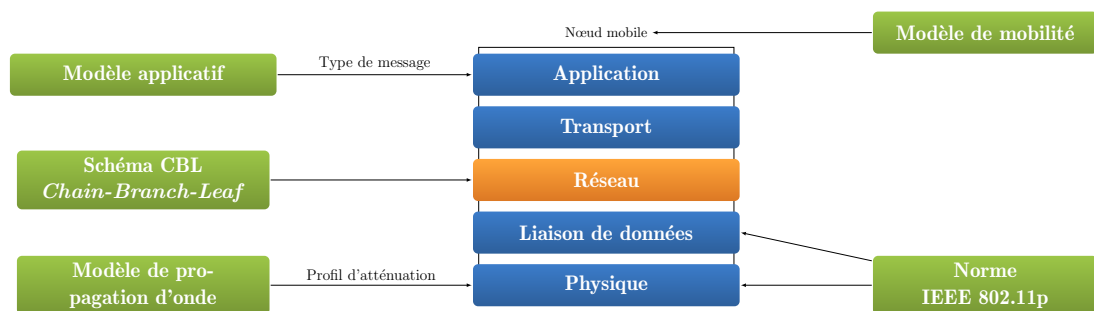 Nœud mobile
Modèle de mobilité
Modèle applicatif
Type de message
Application
Transport
Schéma CBL
Chain-Branch-Leaf
Réseau
Liaison de données
Modèle de pro-
pagation d'onde
Profil d'atténuation
Physique
Norme
IEEE 802.11p